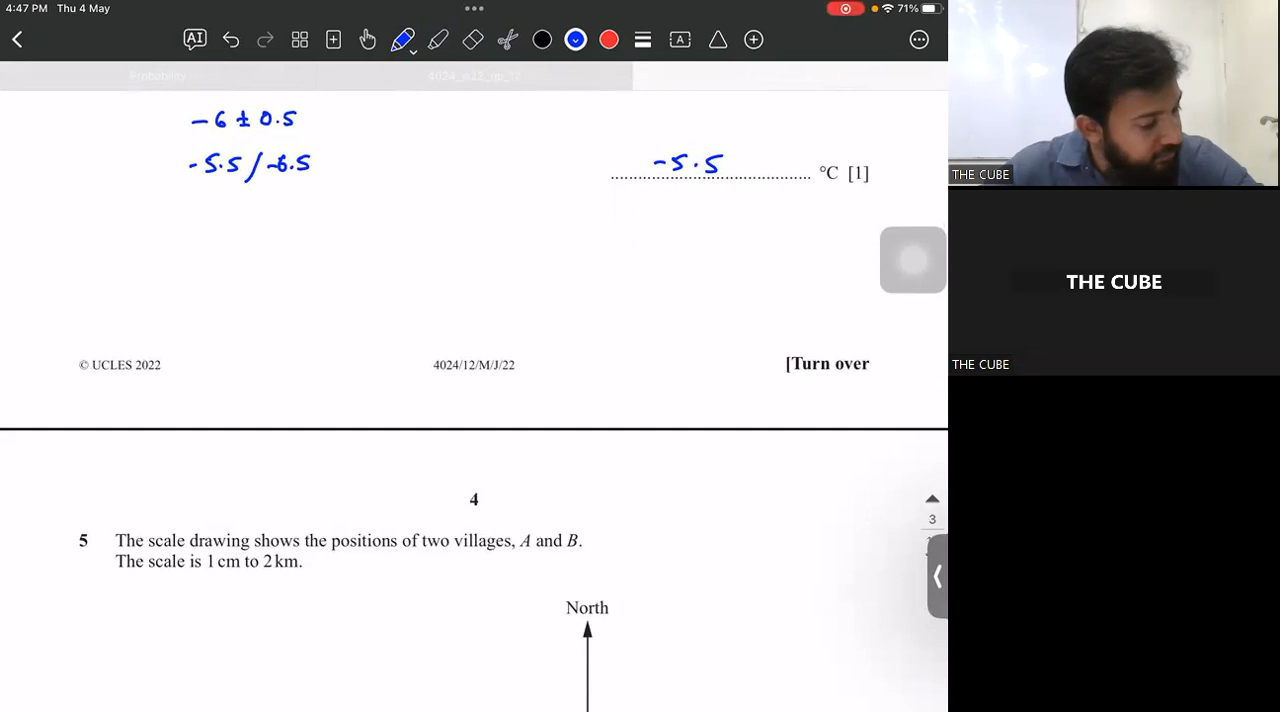 4:47 PM Thu 4 May
71%
AI
A
Probability
4024_w23_qp_12
-6 ± 0.5
-5.5 / -6.5
-5.5
°C [1]
© UCLES 2022
4024/12/M/J/22
[Turn over
4
3
5 The scale drawing shows the positions of two villages, A and B.
The scale is 1 cm to 2 km.
North
THE CUBE
THE CUBE
THE CUBE